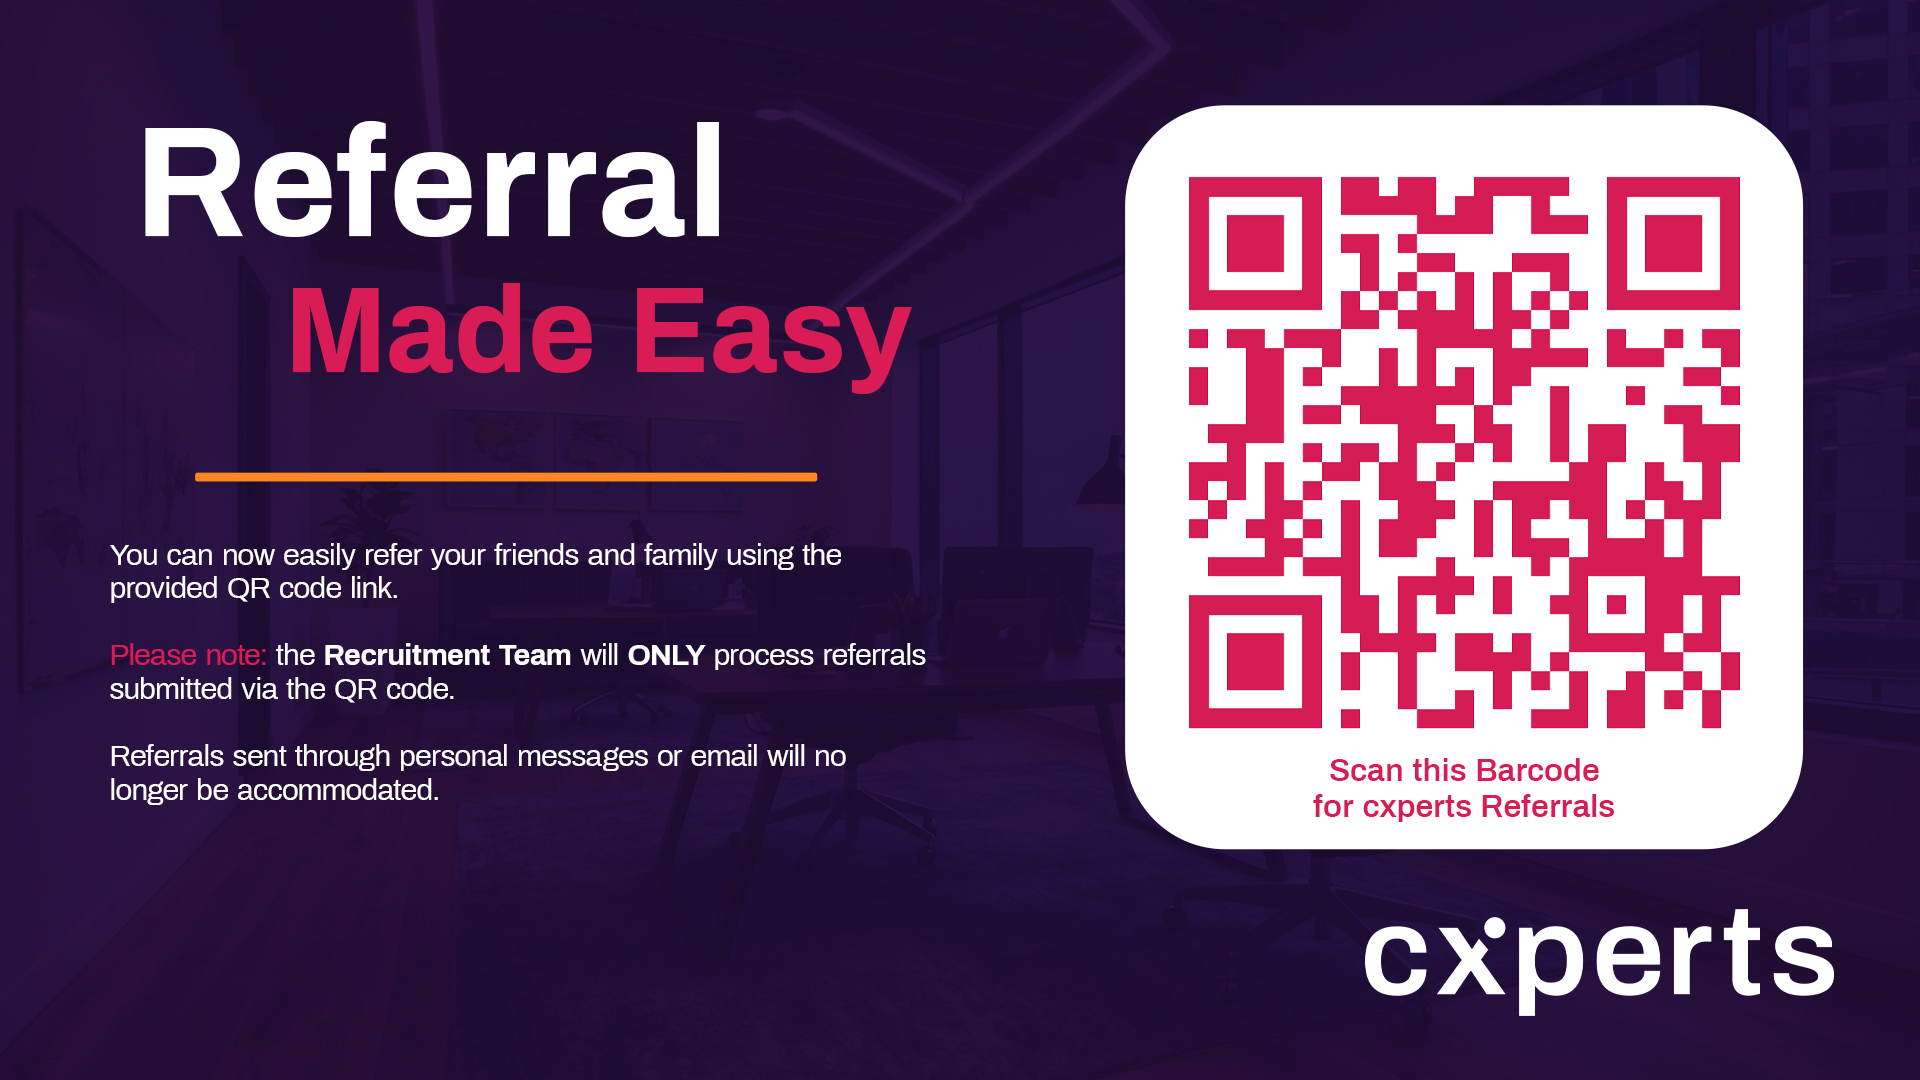 Referral
Made Easy
You can now easily refer your friends and family using the
provided QR code link.
Please note: the Recruitment Team will ONLY process referrals
submitted via the QR code.
Referrals sent through personal messages or email will no
longer be accommodated.
Scan this Barcode
for cxperts Referrals
cxperts